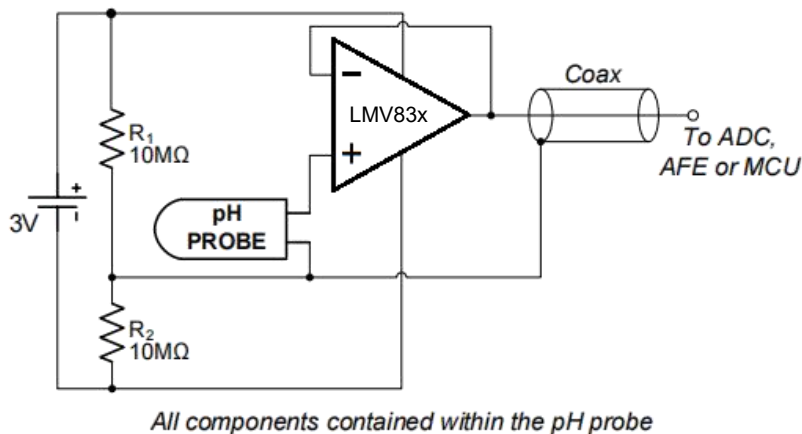 LMV83x
Coax
R1
10MΩ
To ADC,
AFE or MCU
+
-
3V
pH
PROBE
-
+
R2
10MΩ
All components contained within the pH probe